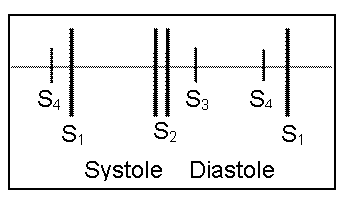 S₄ S₃ S₄
S₁ S₂ S₁
Systole Diastole